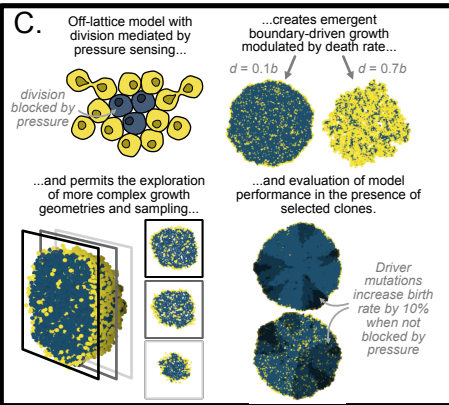 C.
Off-lattice model with
division mediated by
pressure sensing...
division
blocked by
pressure
...creates emergent
boundary-driven growth
modulated by death rate...
d = 0.1b
d = 0.7b
...and permits the exploration
of more complex growth
geometries and sampling...
...and evaluation of model
performance in the presence of
selected clones.
Driver
mutations
increase birth
rate by 10%
when not
blocked by
pressure